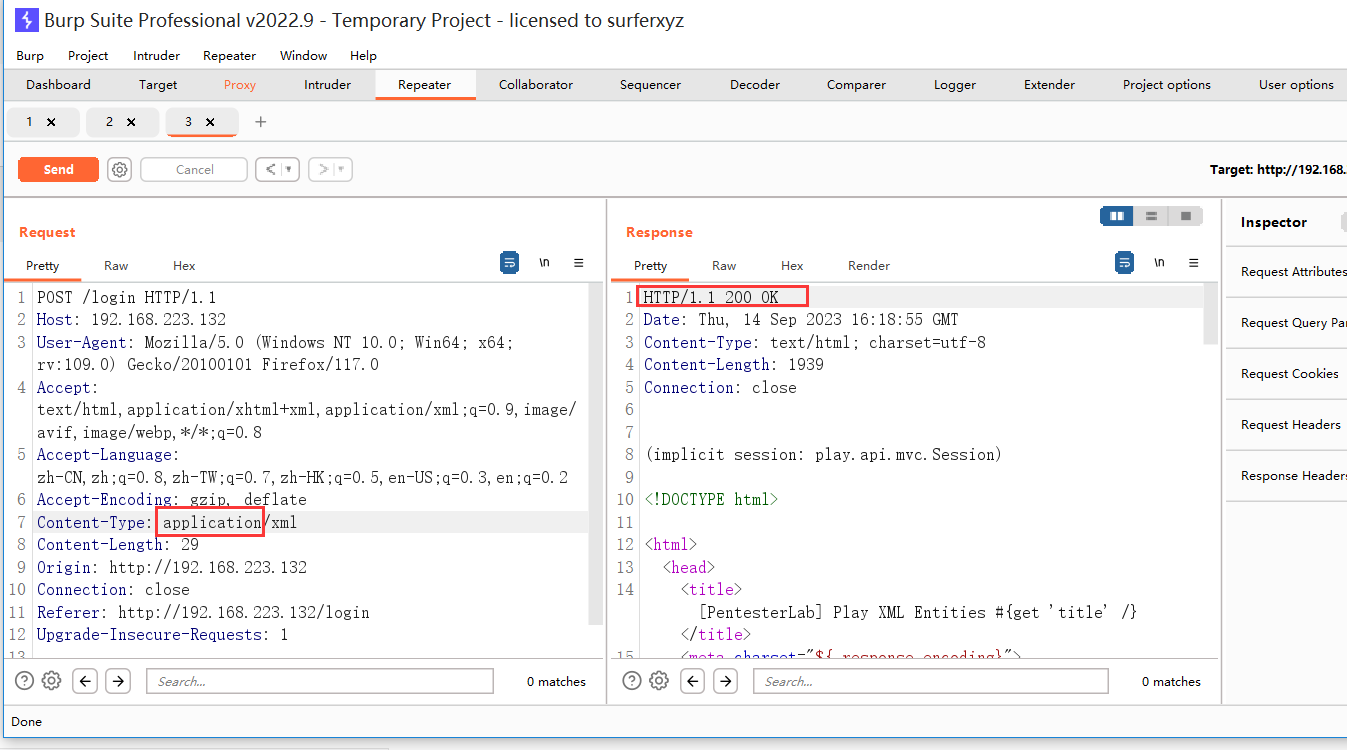 Burp Suite Professional v2022.9 - Temporary Project - licensed to surferxyz
Burp Project Intruder Repeater Window Help
Dashboard Target Proxy Intruder Repeater Collaborator Sequencer Decoder Comparer Logger Extender Project options User options
1 × 2 × 3 × +
Send Cancel < ▾ > ▾ Target: http://192.168.
Request
Pretty Raw Hex \n
1 POST /login HTTP/1.1
2 Host: 192.168.223.132
3 User-Agent: Mozilla/5.0 (Windows NT 10.0; Win64; x64;
rv:109.0) Gecko/20100101 Firefox/117.0
4 Accept:
text/html,application/xhtml+xml,application/xml;q=0.9,image/
avif,image/webp,*/*;q=0.8
5 Accept-Language:
zh-CN,zh;q=0.8,zh-TW;q=0.7,zh-HK;q=0.5,en-US;q=0.3,en;q=0.2
6 Accept-Encoding: gzip, deflate
7 Content-Type: application/xml
8 Content-Length: 29
9 Origin: http://192.168.223.132
10 Connection: close
11 Referer: http://192.168.223.132/login
12 Upgrade-Insecure-Requests: 1
13
Search...
0 matches
Response
Pretty Raw Hex Render \n
1 HTTP/1.1 200 OK
2 Date: Thu, 14 Sep 2023 16:18:55 GMT
3 Content-Type: text/html; charset=utf-8
4 Content-Length: 1939
5 Connection: close
6
7
8 (implicit session: play.api.mvc.Session)
9
10 <!DOCTYPE html>
11
12 <html>
13 <head>
14 <title>
[PentesterLab] Play XML Entities #{get 'title' /}
</title>
15 <meta charset="${_response_encoding}">
Search...
0 matches
Inspector
Request Attributes
Request Query Par
Request Cookies
Request Headers
Response Headers
Done